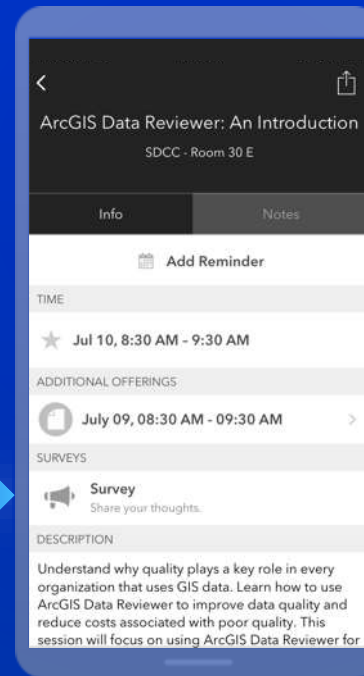 ArcGIS Data Reviewer: An Introduction
SDCC - Room 30 E
Info
Notes
Add Reminder
TIME
Jul 10, 8:30 AM - 9:30 AM
ADDITIONAL OFFERINGS
July 09, 08:30 AM - 09:30 AM
SURVEYS
Survey
Share your thoughts.
DESCRIPTION
Understand why quality plays a key role in every
organization that uses GIS data. Learn how to use
ArcGIS Data Reviewer to improve data quality and
reduce costs associated with poor quality. This
session will focus on using ArcGIS Data Reviewer for